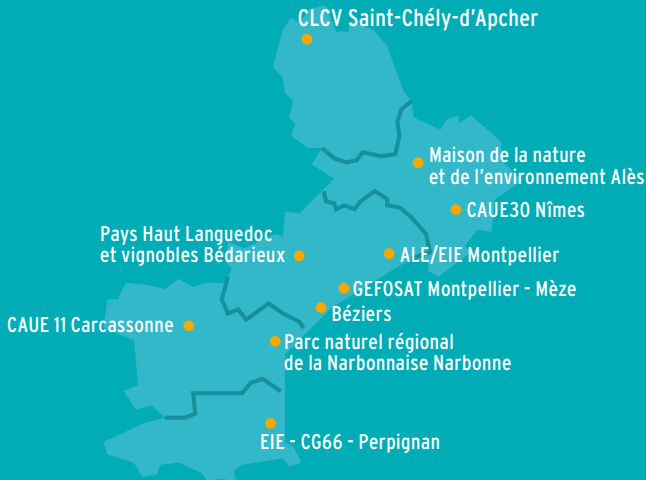 CLCV Saint-Chély-d'Apcher
Maison de la nature
et de l'environnement Alès
CAUE30 Nîmes
Pays Haut Languedoc
et vignobles Bédarieux
ALE/EIE Montpellier
GEFOSAT Montpellier - Mèze
Béziers
CAUE 11 Carcassonne
Parc naturel régional
de la Narbonnaise Narbonne
EIE - CG66 - Perpignan